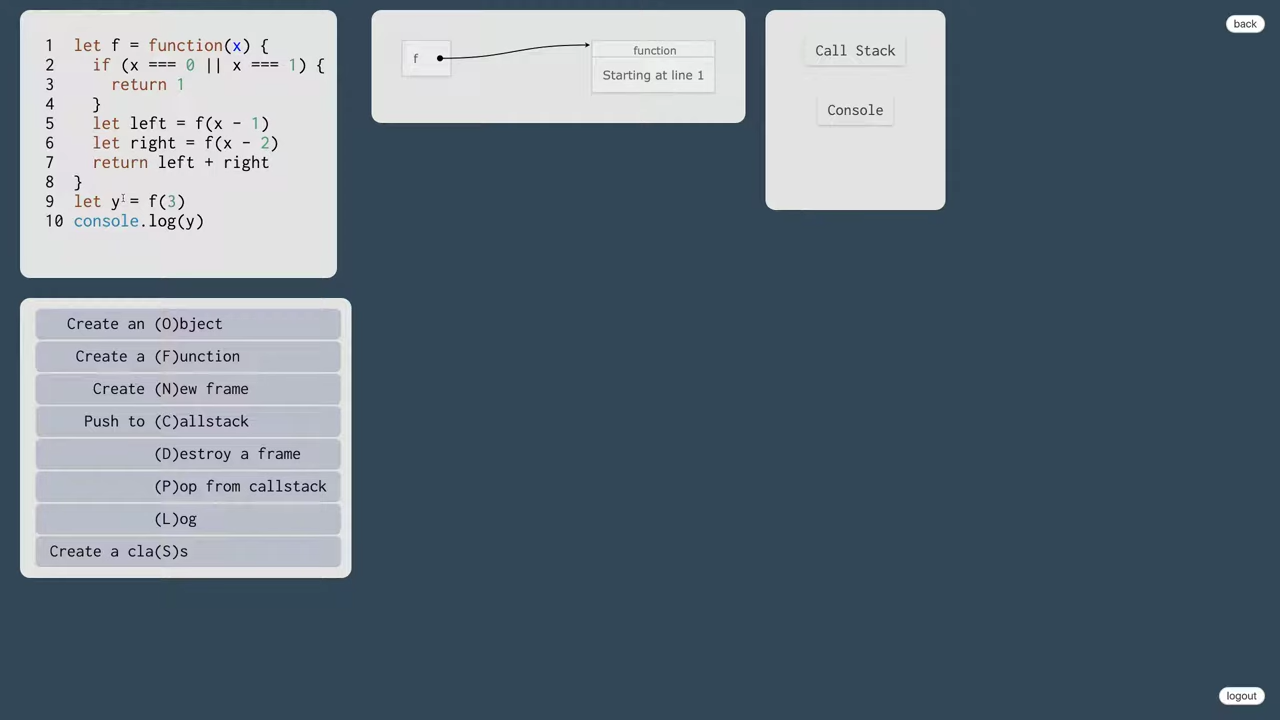 1 let f = function(x) {
2 if (x === 0 || x === 1) {
3 return 1
4 }
5 let left = f(x - 1)
6 let right = f(x - 2)
7 return left + right
8 }
9 let y = f(3)
10 console.log(y)
f
function
Starting at line 1
Call Stack
Console
back
Create an (O)bject
Create a (F)unction
Create (N)ew frame
Push to (C)allstack
(D)estroy a frame
(P)op from callstack
(L)og
Create a cla(S)s
logout